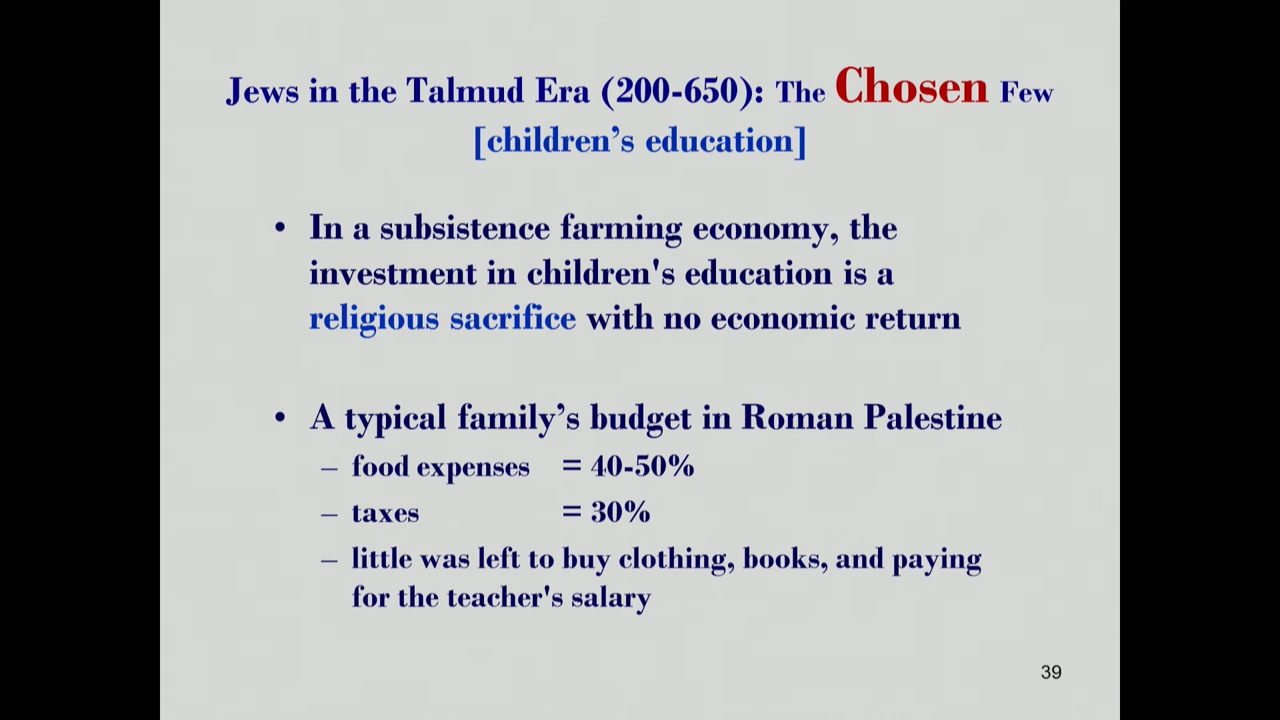 Jews in the Talmud Era (200-650): The Chosen Few
[children’s education]
• In a subsistence farming economy, the
investment in children's education is a
religious sacrifice with no economic return
• A typical family’s budget in Roman Palestine
– food expenses = 40-50%
– taxes = 30%
– little was left to buy clothing, books, and paying
for the teacher's salary
39